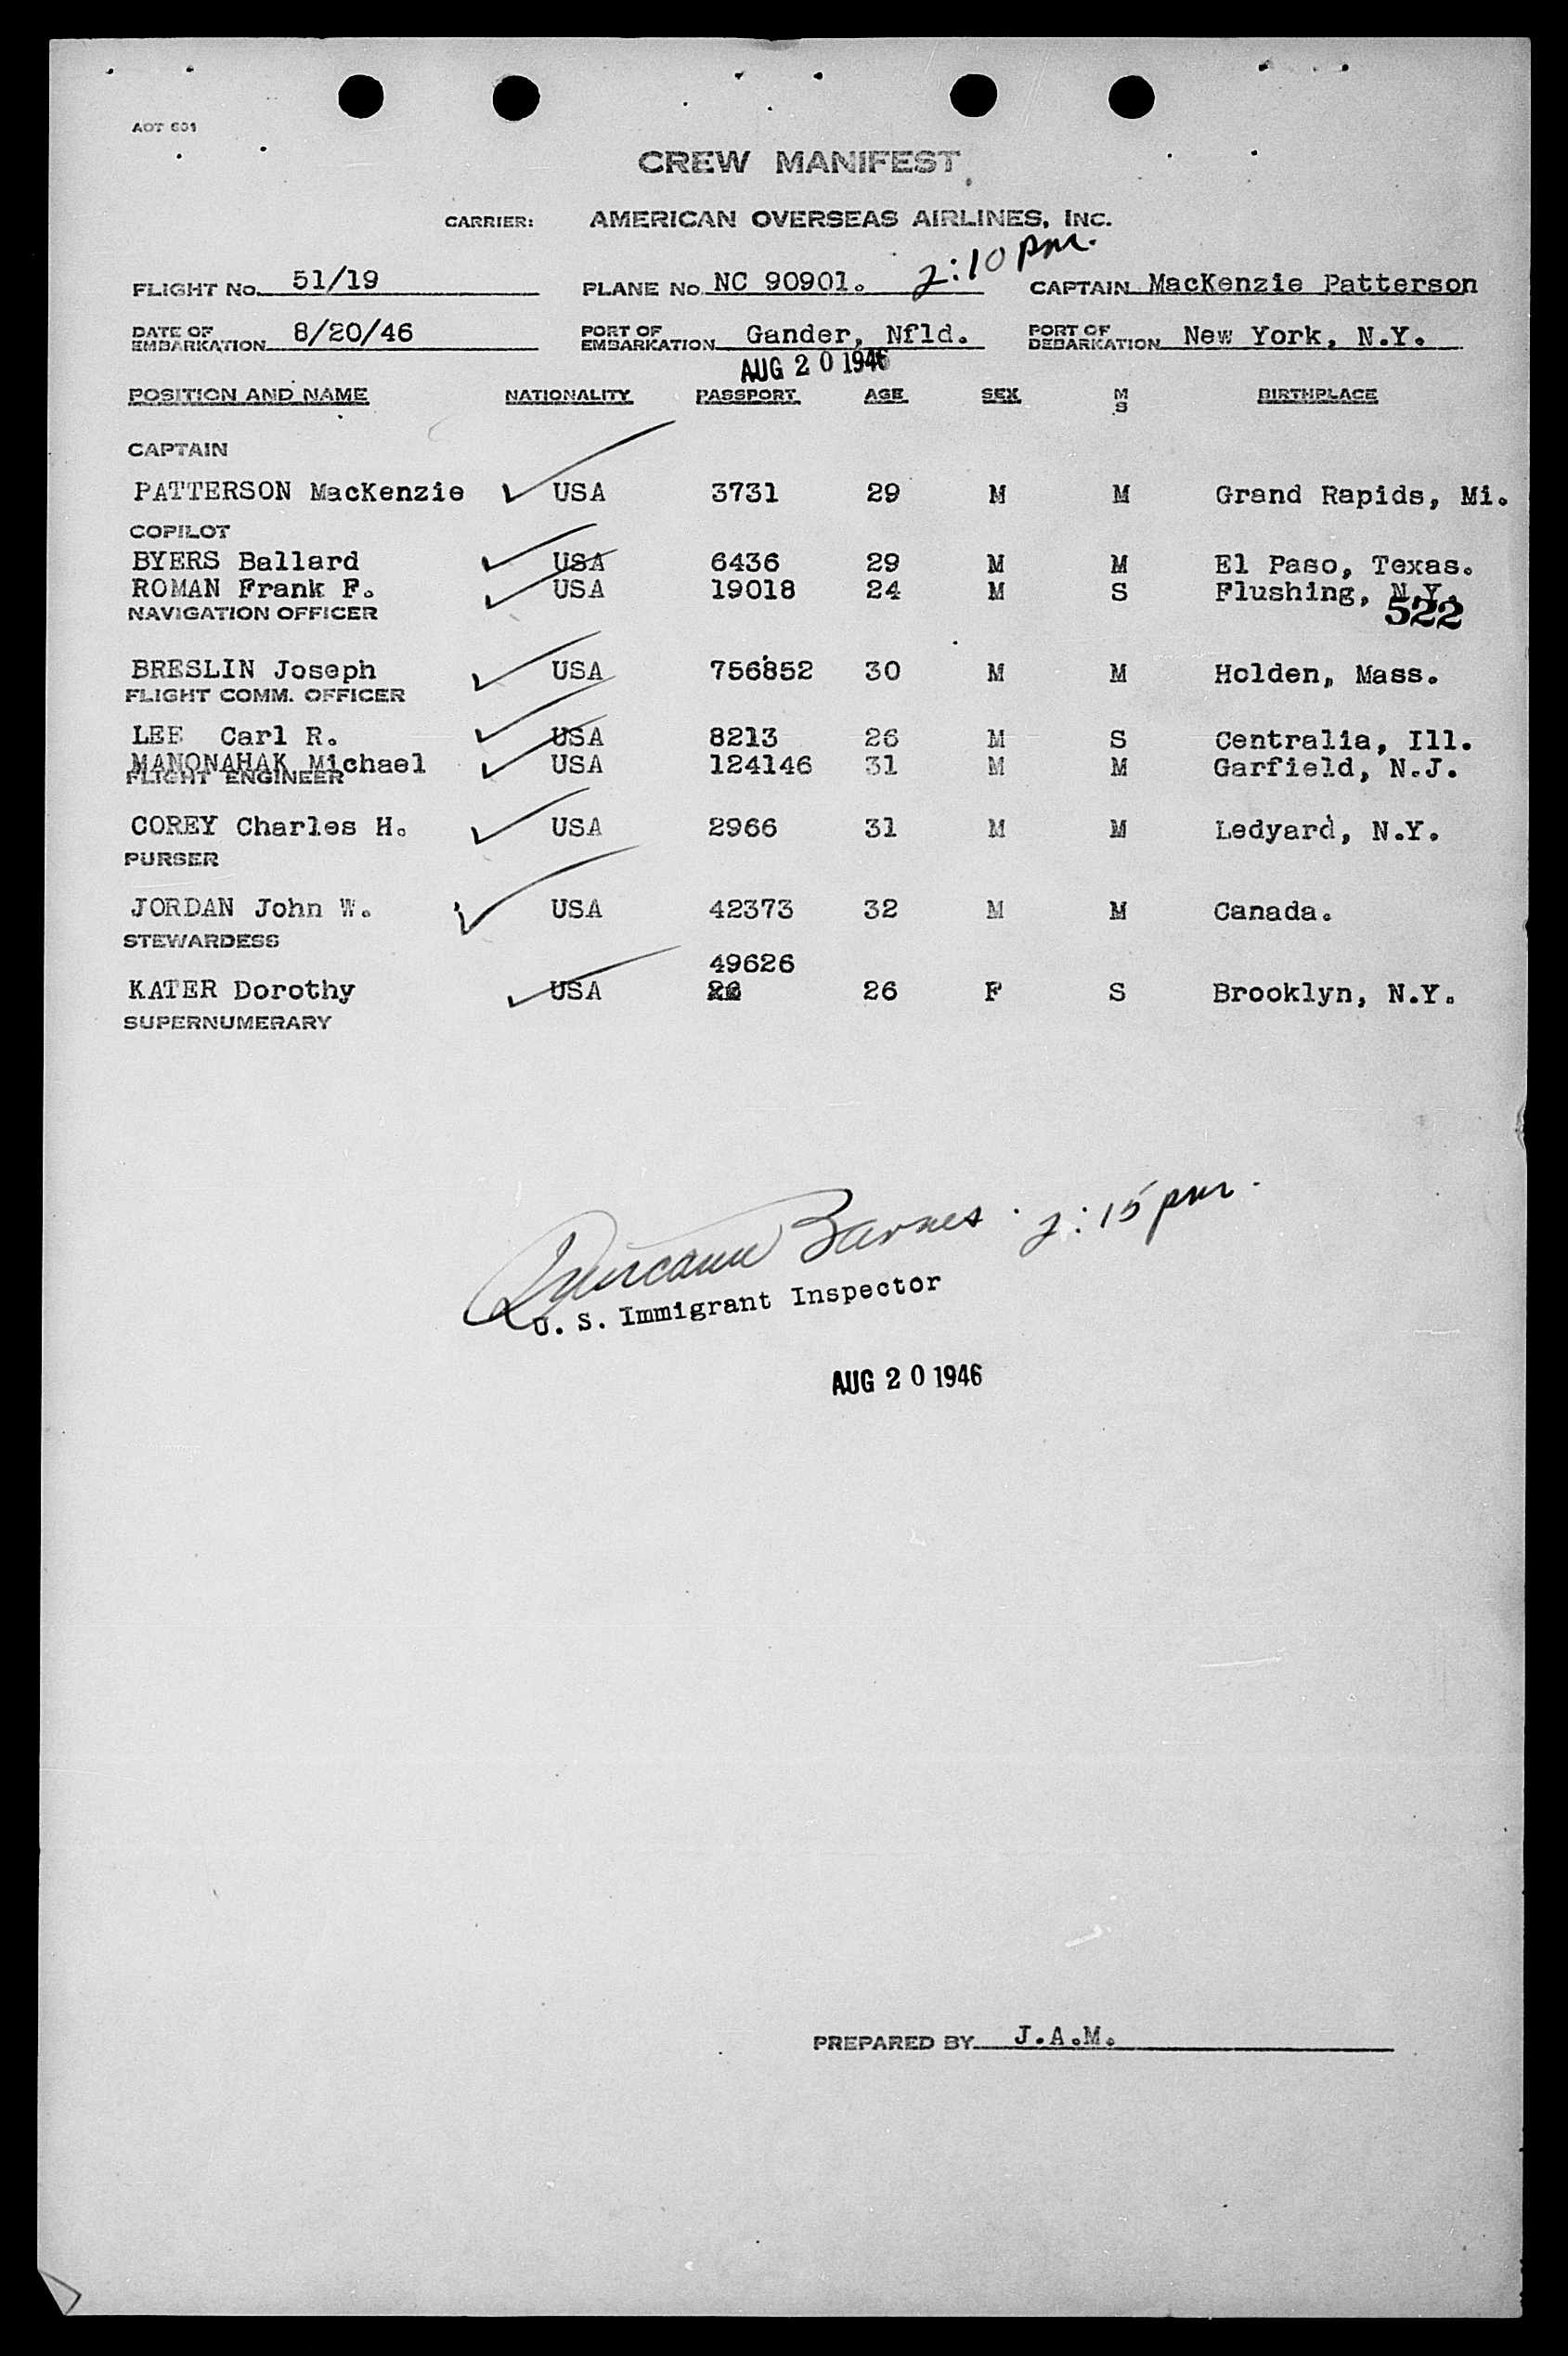 AOT 601
CREW MANIFEST
CARRIER: AMERICAN OVERSEAS AIRLINES, INC.
2:10 pm.
FLIGHT No. 51/19 PLANE No NC 90901. CAPTAIN MacKenzie Patterson
DATE OF EMBARKATION 8/20/46 PORT OF EMBARKATION Gander, Nfld. PORT OF DEBARKATION New York, N.Y.
AUG 20 1946
POSITION AND NAME NATIONALITY PASSPORT AGE SEX M S BIRTHPLACE
CAPTAIN
PATTERSON MacKenzie USA 3731 29 M M Grand Rapids, Mi.
COPILOT
BYERS Ballard USA 6436 29 M M El Paso, Texas.
ROMAN Frank F. USA 19018 24 M S Flushing, N.Y.
522
NAVIGATION OFFICER
BRESLIN Joseph USA 756852 30 M M Holden, Mass.
FLIGHT COMM. OFFICER
LEE Carl R. USA 8213 26 M S Centralia, Ill.
MANONAHAK Michael USA 124146 31 M M Garfield, N.J.
FLIGHT ENGINEER
COREY Charles H. USA 2966 31 M M Ledyard, N.Y.
PURSER
JORDAN John W. USA 42373 32 M M Canada.
STEWARDESS
49626
KATER Dorothy USA 26 F S Brooklyn, N.Y.
SUPERNUMERARY
Barnes. 2:15 pm.
U. S. Immigrant Inspector
AUG 20 1946
PREPARED BY J.A.M.